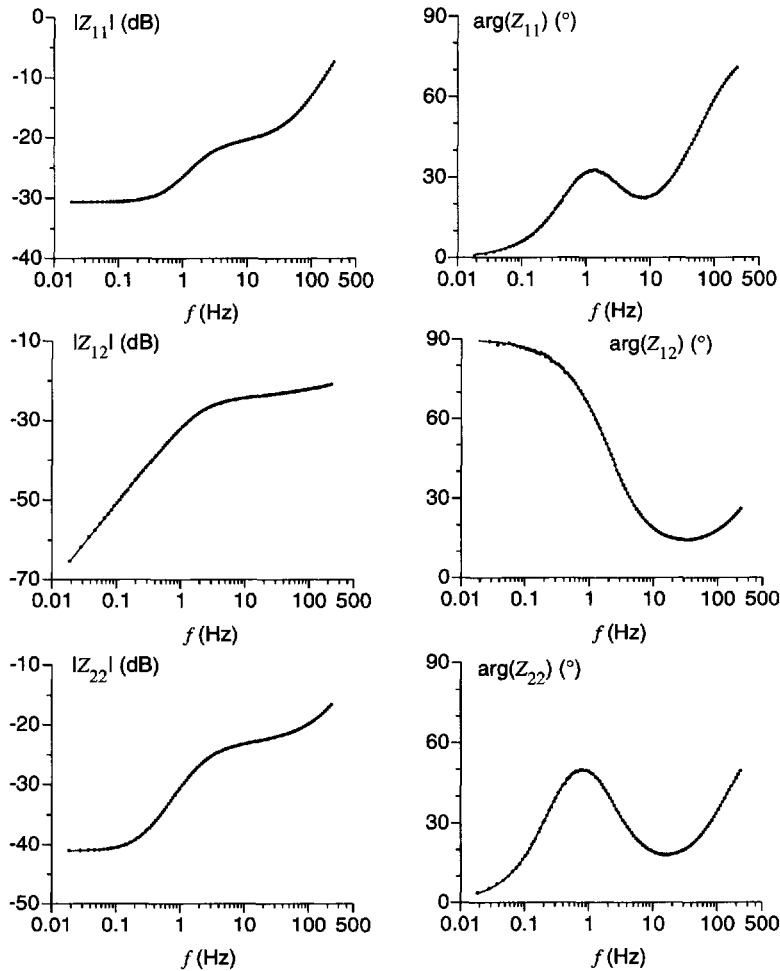 |Z11| (dB)
0
-10
-20
-30
-40
0.01 0.1 1 10 100 500
f (Hz)
arg(Z11) (°)
90
60
30
0
0.01 0.1 1 10 100 500
f (Hz)
|Z12| (dB)
-10
-30
-50
-70
0.01 0.1 1 10 100 500
f (Hz)
arg(Z12) (°)
90
60
30
0
0.01 0.1 1 10 100 500
f (Hz)
|Z22| (dB)
-10
-20
-30
-40
-50
0.01 0.1 1 10 100 500
f (Hz)
arg(Z22) (°)
90
60
30
0
0.01 0.1 1 10 100 500
f (Hz)